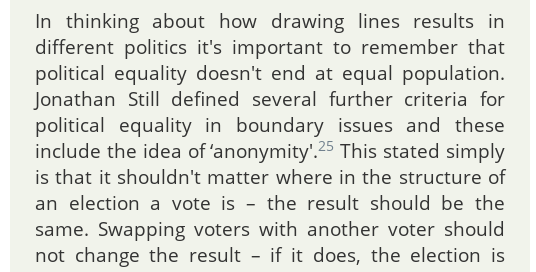 In thinking about how drawing lines results in
different politics it's important to remember that
political equality doesn't end at equal population.
Jonathan Still defined several further criteria for
political equality in boundary issues and these
include the idea of ‘anonymity'.25 This stated simply
is that it shouldn't matter where in the structure of
an election a vote is – the result should be the
same. Swapping voters with another voter should
not change the result – if it does, the election is